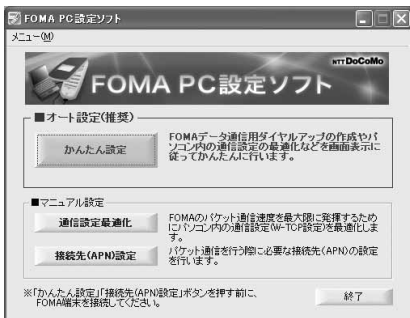 FOMA PC設定ソフト
メニュー(M)
NTT DoCoMo
FOMA PC設定ソフト
■オート設定(推奨)
かんたん設定
FOMAデータ通信用ダイヤルアップの作成やパ
ソコン内の通信設定の最適化などを画面表示に
従ってかんたんに行います。
■マニュアル設定
通信設定最適化
FOMAのパケット通信速度を最大限に発揮するため
にパソコン内の通信設定(W-TCP設定)を最適化しま
す。
接続先(APN)設定
パケット通信を行う際に必要な接続先(APN)の設定
を行います。
※「かんたん設定」「接続先(APN)設定」ボタンを押す前に、
FOMA端末を接続してください。
終了